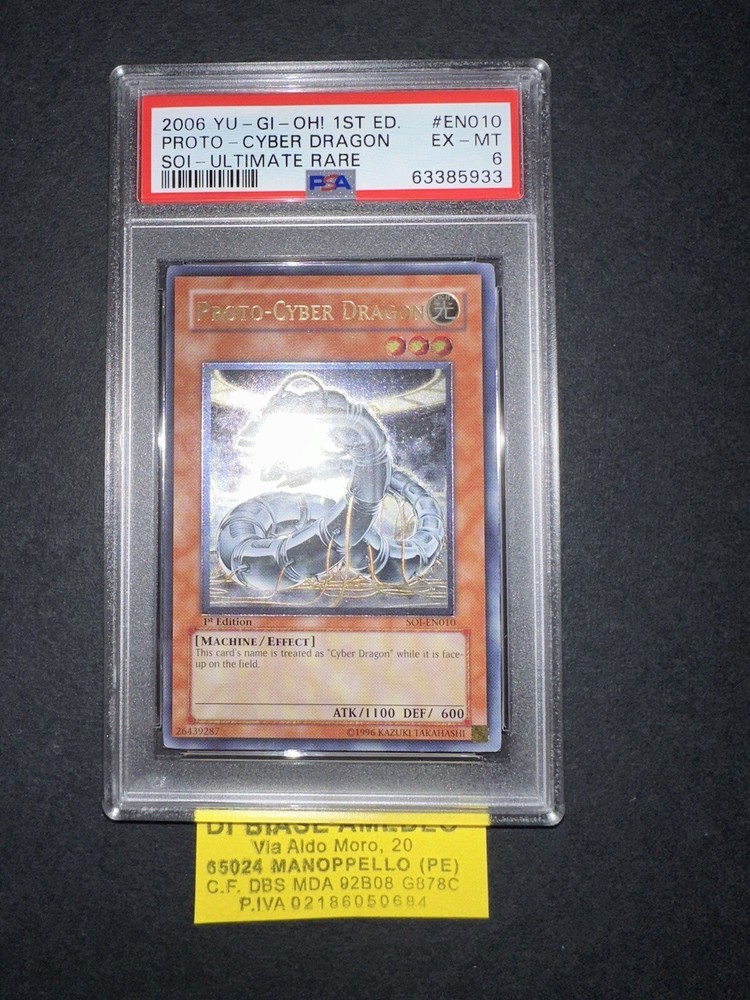 2006 YU-GI-OH! 1ST ED. #EN010
PROTO-CYBER DRAGON EX-MT
SOI-ULTIMATE RARE 6
PSA 63385933
PROTO-CYBER DRAGON 光
1st Edition SOI-EN010
[MACHINE/EFFECT]
This card's name is treated as "Cyber Dragon" while it is face-
up on the field.
ATK/1100 DEF/ 600
26439287 ©1996 KAZUKI TAKAHASHI
DI BIASE AMEDEO
Via Aldo Moro, 20
65024 MANOPPELLO (PE)
C.F. DBS MDA 92B08 G878C
P.IVA 02186050684